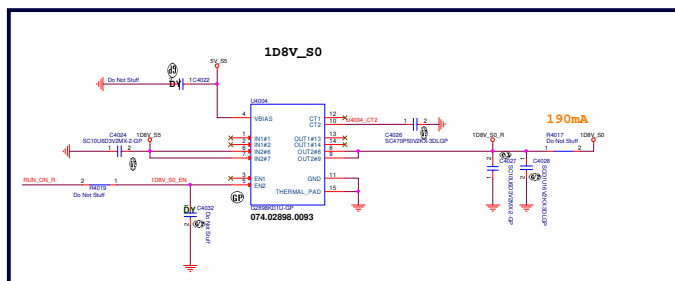 1D8V_S0
5V_S5
Do Not Stuff
1 C4022
DY
U4004
4 VBIAS
CT1 12
CT2 10
U4004_CT2
C4024
SC10U6D3V2MX-2-GP
1D8V_S5
1 2
1 IN1#1
2 IN1#2
6 IN2#6
7 IN2#7
OUT1#13 13
OUT1#14 14
OUT2#8 8
OUT2#9 9
1 2
C4026
SC470P50V2KX-3DLGP
190mA
1D8V_S0_R
R4017
1D8V_S0
1 2
Do Not Stuff
C4027
C4028
RUN_ON_R
2 1
R4019
Do Not Stuff
1D8V_S0_EN
3 EN1
5 EN2
GND 11
THERMAL_PAD 15
GP
G2898KD1U-GP
074.02898.0093
DY
C4032
Do Not Stuff